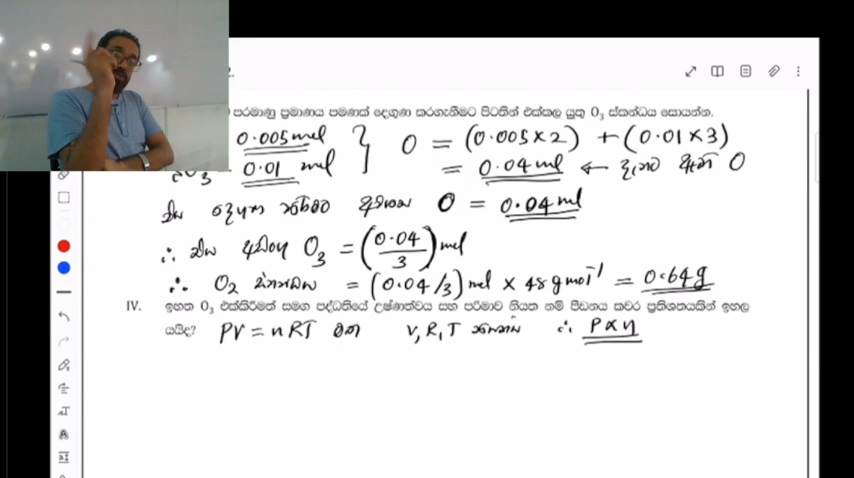 2.
පරමාණු ප්‍රමාණය පමණක් දෙගුණ කරගැනීමට පිටතින් එක්කල යුතු O₃ ස්කන්ධය සොයන්න.
0.005 mol } O = (0.005 × 2) + (0.01 × 3)
O₃ 0.01 mol = 0.04 mol ← දැනට ඇති O
O = 0.04 mol
∴ O₃ = (0.04/3) mol
∴ O₂ = (0.04/3) mol × 48 g mol⁻¹ = 0.64 g
IV. ඉහත O₃ එක්කිරීමත් සමග පද්ධතියේ උෂ්ණත්වය සහ පරිමාව නියත නම් පීඩනය කවර ප්‍රතිශතයකින් ඉහල
යයිද? PV = nRT V, R, T ∴ P ∝ n